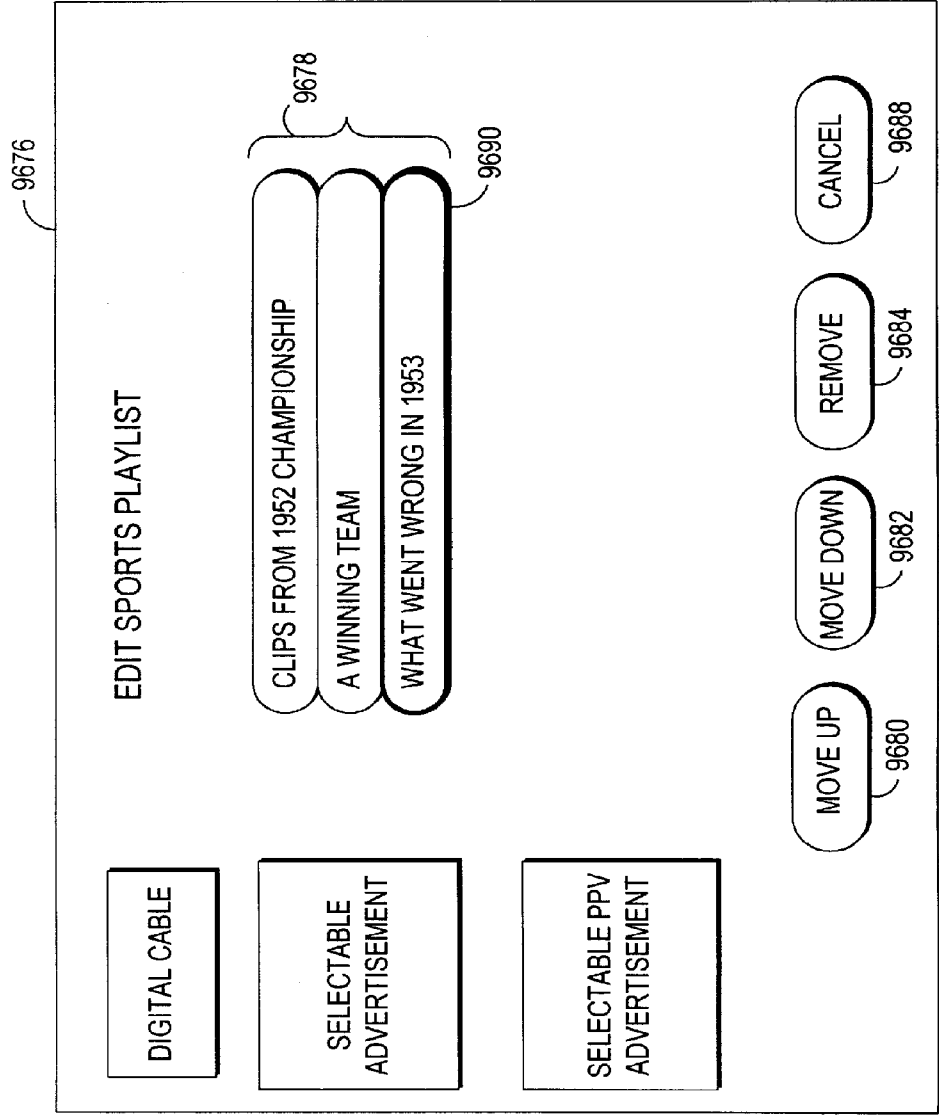 9676
DIGITAL CABLE
EDIT SPORTS PLAYLIST
SELECTABLE
ADVERTISEMENT
CLIPS FROM 1952 CHAMPIONSHIP
9678
A WINNING TEAM
WHAT WENT WRONG IN 1953
9690
SELECTABLE PPV
ADVERTISEMENT
MOVE UP
MOVE DOWN
REMOVE
CANCEL
9680
9682
9684
9688